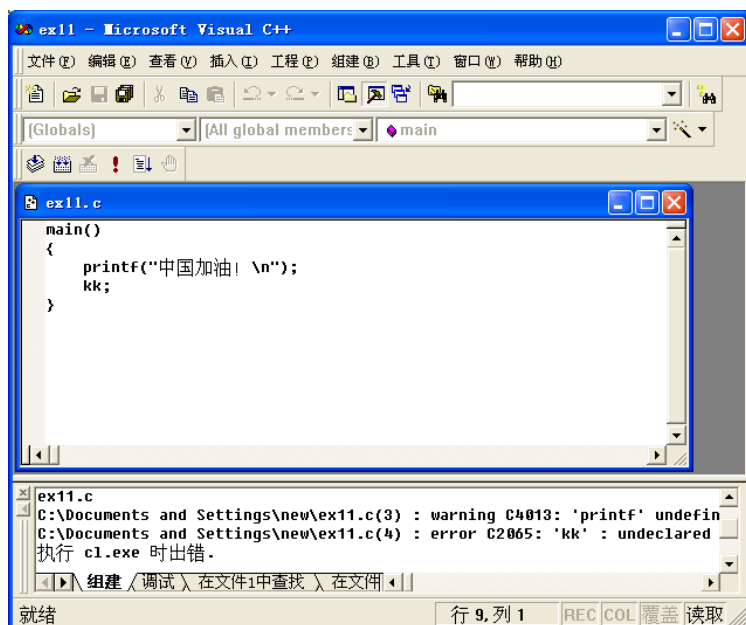 ex11 - Microsoft Visual C++
文件(F) 编辑(E) 查看(V) 插入(I) 工程(P) 组建(B) 工具(T) 窗口(W) 帮助(H)
(Globals) (All global members main
ex11.c
main()
{
printf("中国加油! \n");
kk;
}
ex11.c
C:\Documents and Settings\new\ex11.c(3) : warning C4013: 'printf' undefin
C:\Documents and Settings\new\ex11.c(4) : error C2065: 'kk' : undeclared
执行 cl.exe 时出错.
组建 调试 在文件1中查找 在文件
就绪 行 9, 列 1 REC COL 覆盖 读取